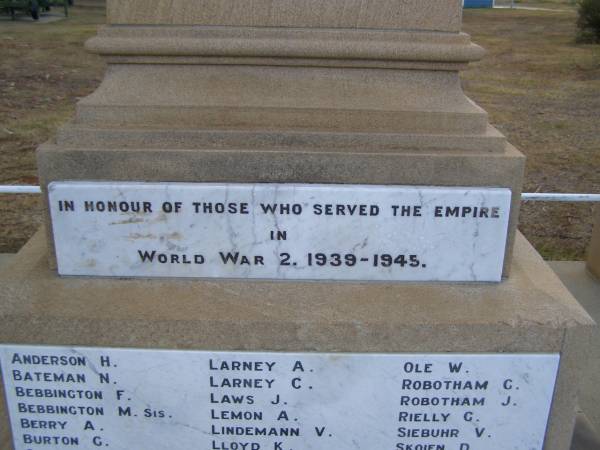 IN HONOUR OF THOSE WHO SERVED THE EMPIRE
IN
WORLD WAR 2. 1939-1945.
ANDERSON H.
BATEMAN N.
BEBBINGTON F.
BEBBINGTON M. SIS.
BERRY A.
BURTON G.
LARNEY A.
LARNEY C.
LAWS J.
LEMON A.
LINDEMANN V.
LLOYD K.
OLE W.
ROBOTHAM G.
ROBOTHAM J.
RIELLY G.
SIEBUHR V.
SKOIEN D.